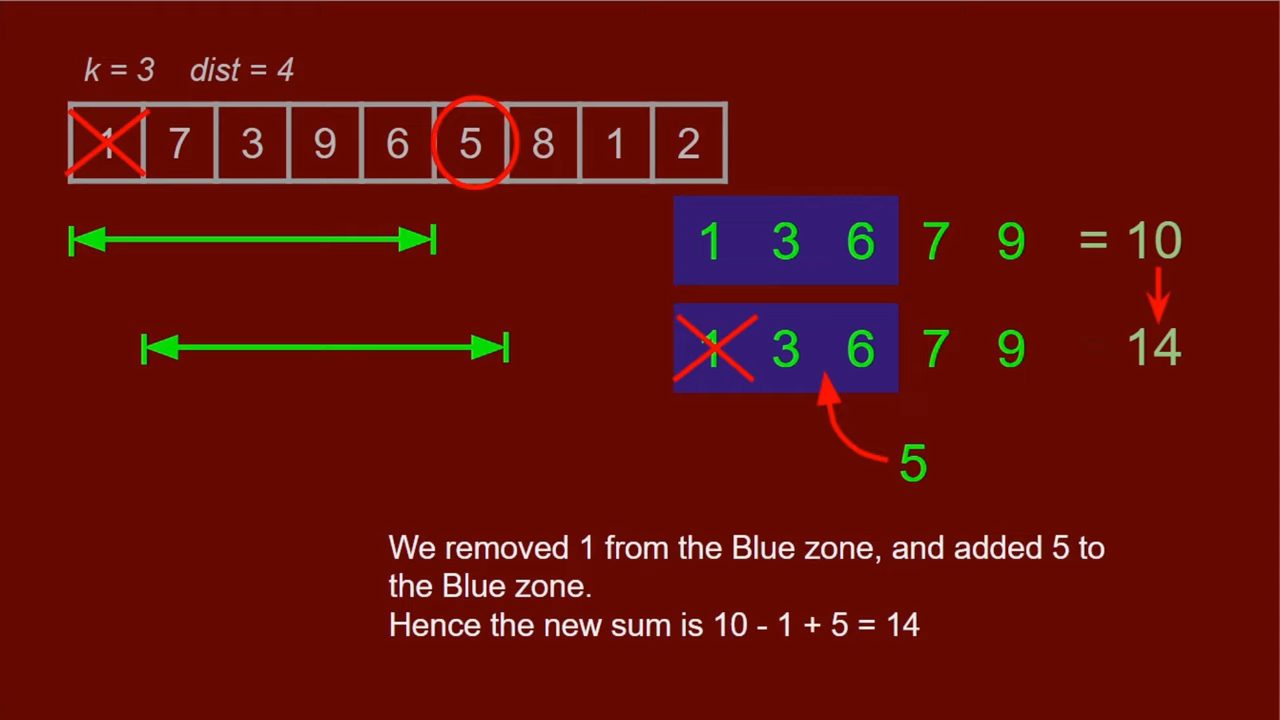 k = 3 dist = 4
1 7 3 9 6 5 8 1 2
1 3 6 7 9 = 10
1 3 6 7 9 14
5
We removed 1 from the Blue zone, and added 5 to
the Blue zone.
Hence the new sum is 10 - 1 + 5 = 14